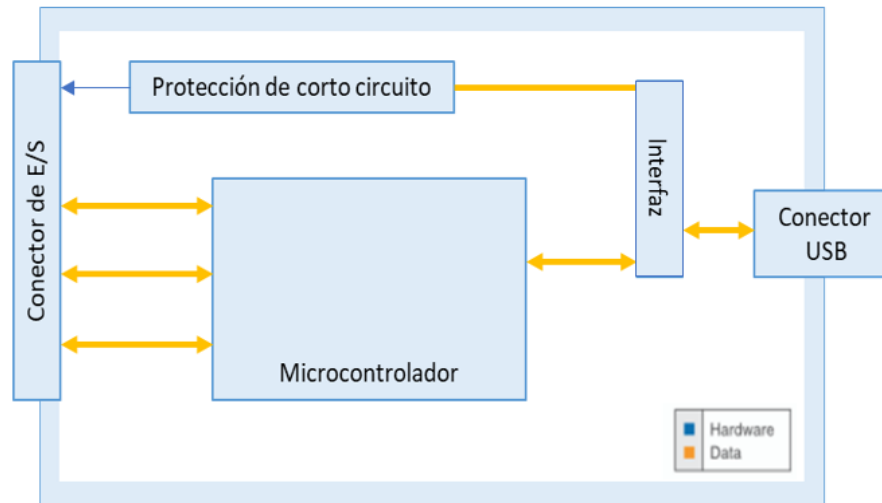 Protección de corto circuito
Conector de E/S
Interfaz
Conector
USB
Microcontrolador
Hardware
Data